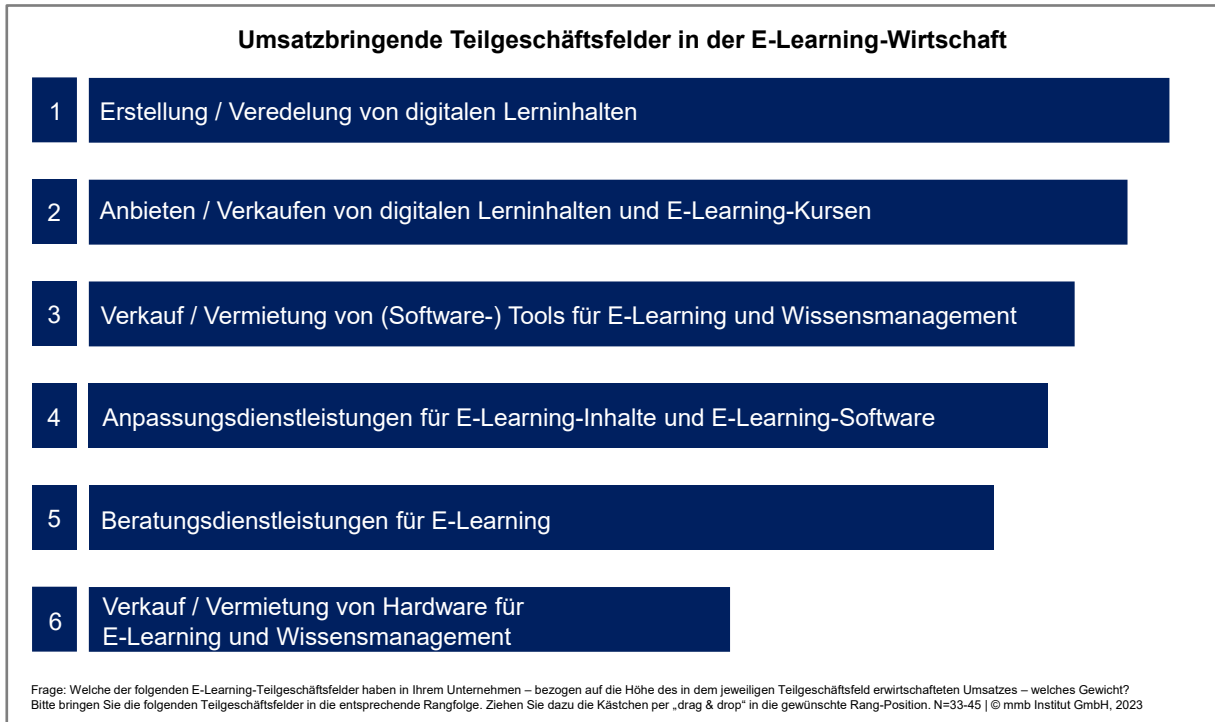 Umsatzbringende Teilgeschäftsfelder in der E-Learning-Wirtschaft
1 Erstellung / Veredelung von digitalen Lerninhalten
2 Anbieten / Verkaufen von digitalen Lerninhalten und E-Learning-Kursen
3 Verkauf / Vermietung von (Software-) Tools für E-Learning und Wissensmanagement
4 Anpassungsdienstleistungen für E-Learning-Inhalte und E-Learning-Software
5 Beratungsdienstleistungen für E-Learning
6 Verkauf / Vermietung von Hardware für
E-Learning und Wissensmanagement
Frage: Welche der folgenden E-Learning-Teilgeschäftsfelder haben in Ihrem Unternehmen – bezogen auf die Höhe des in dem jeweiligen Teilgeschäftsfeld erwirtschafteten Umsatzes – welches Gewicht?
Bitte bringen Sie die folgenden Teilgeschäftsfelder in die entsprechende Rangfolge. Ziehen Sie dazu die Kästchen per „drag & drop" in die gewünschte Rang-Position. N=33-45 | © mmb Institut GmbH, 2023